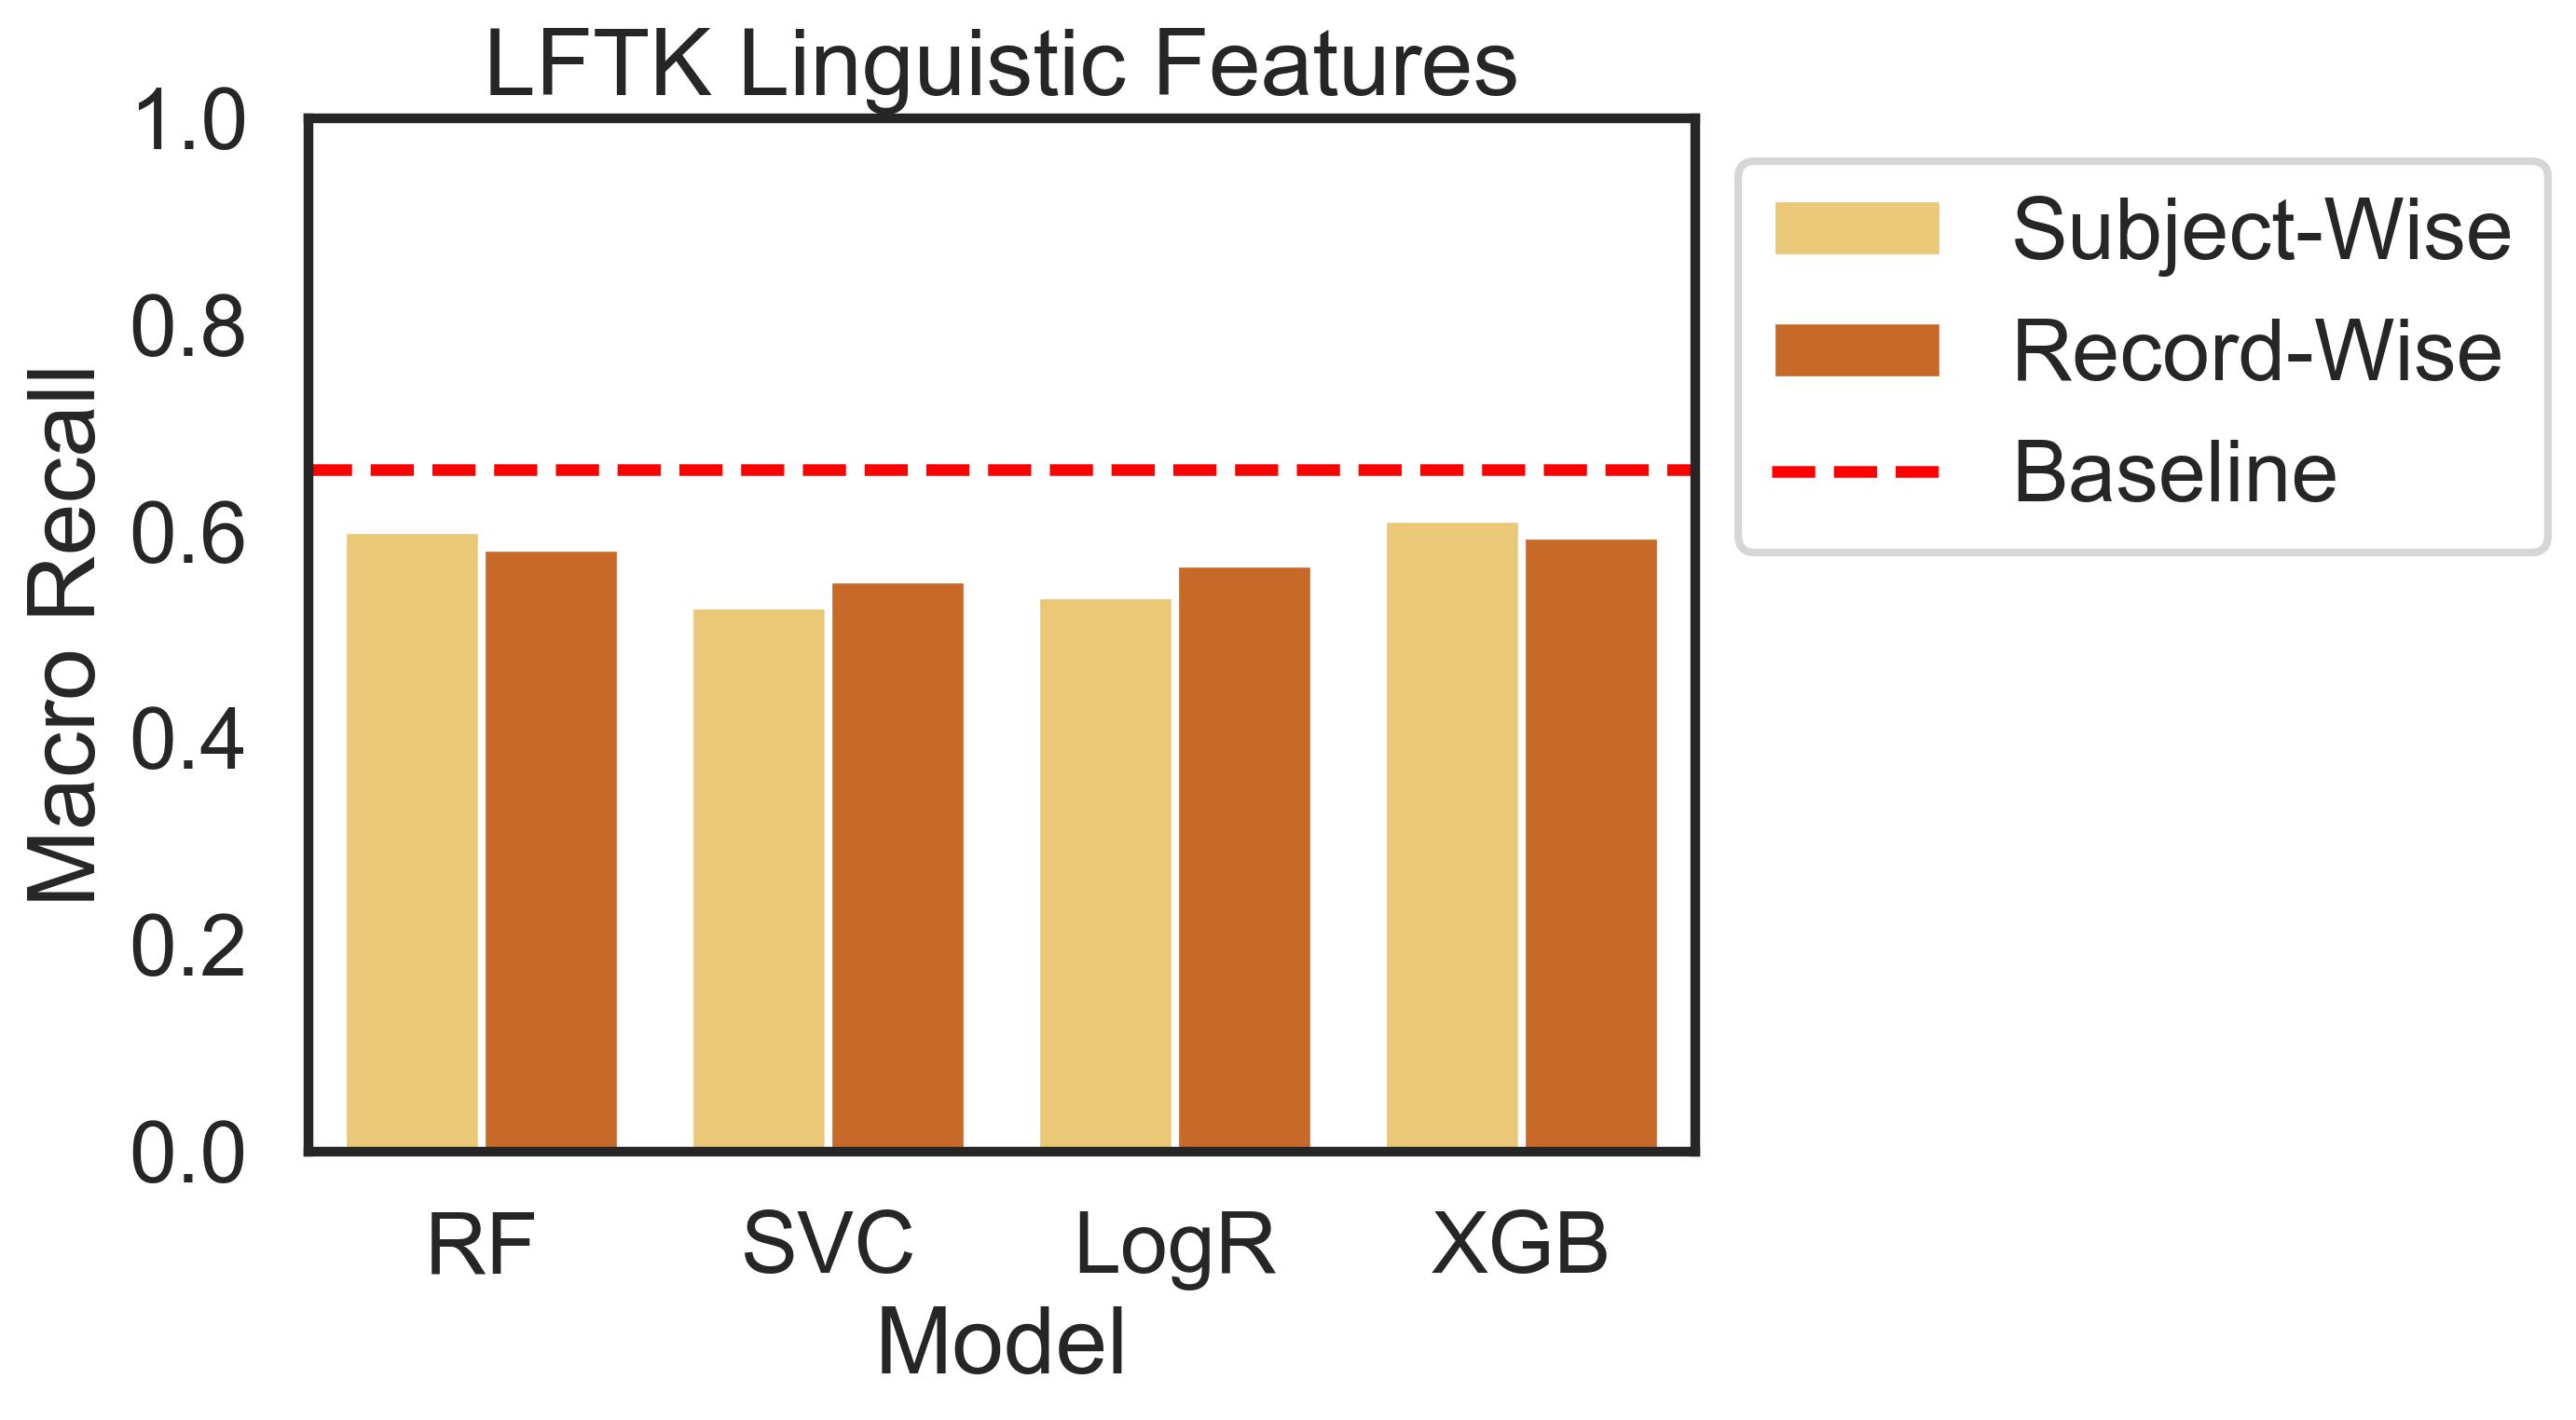 LFTK Linguistic Features
1.0
0.8
0.6
0.4
0.2
0.0
Macro Recall
RF
SVC
LogR
XGB
Model
Subject-Wise
Record-Wise
Baseline